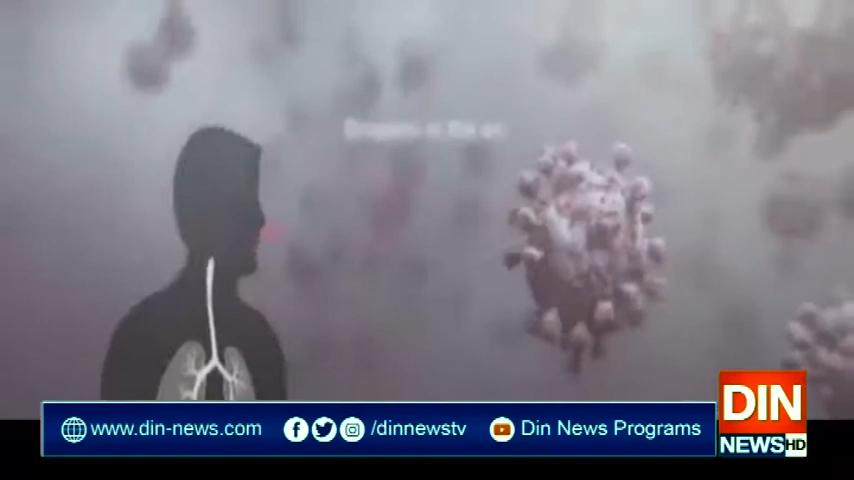 Droplets in the air
www.din-news.com
/dinnewstv
Din News Programs
DIN
NEWS HD